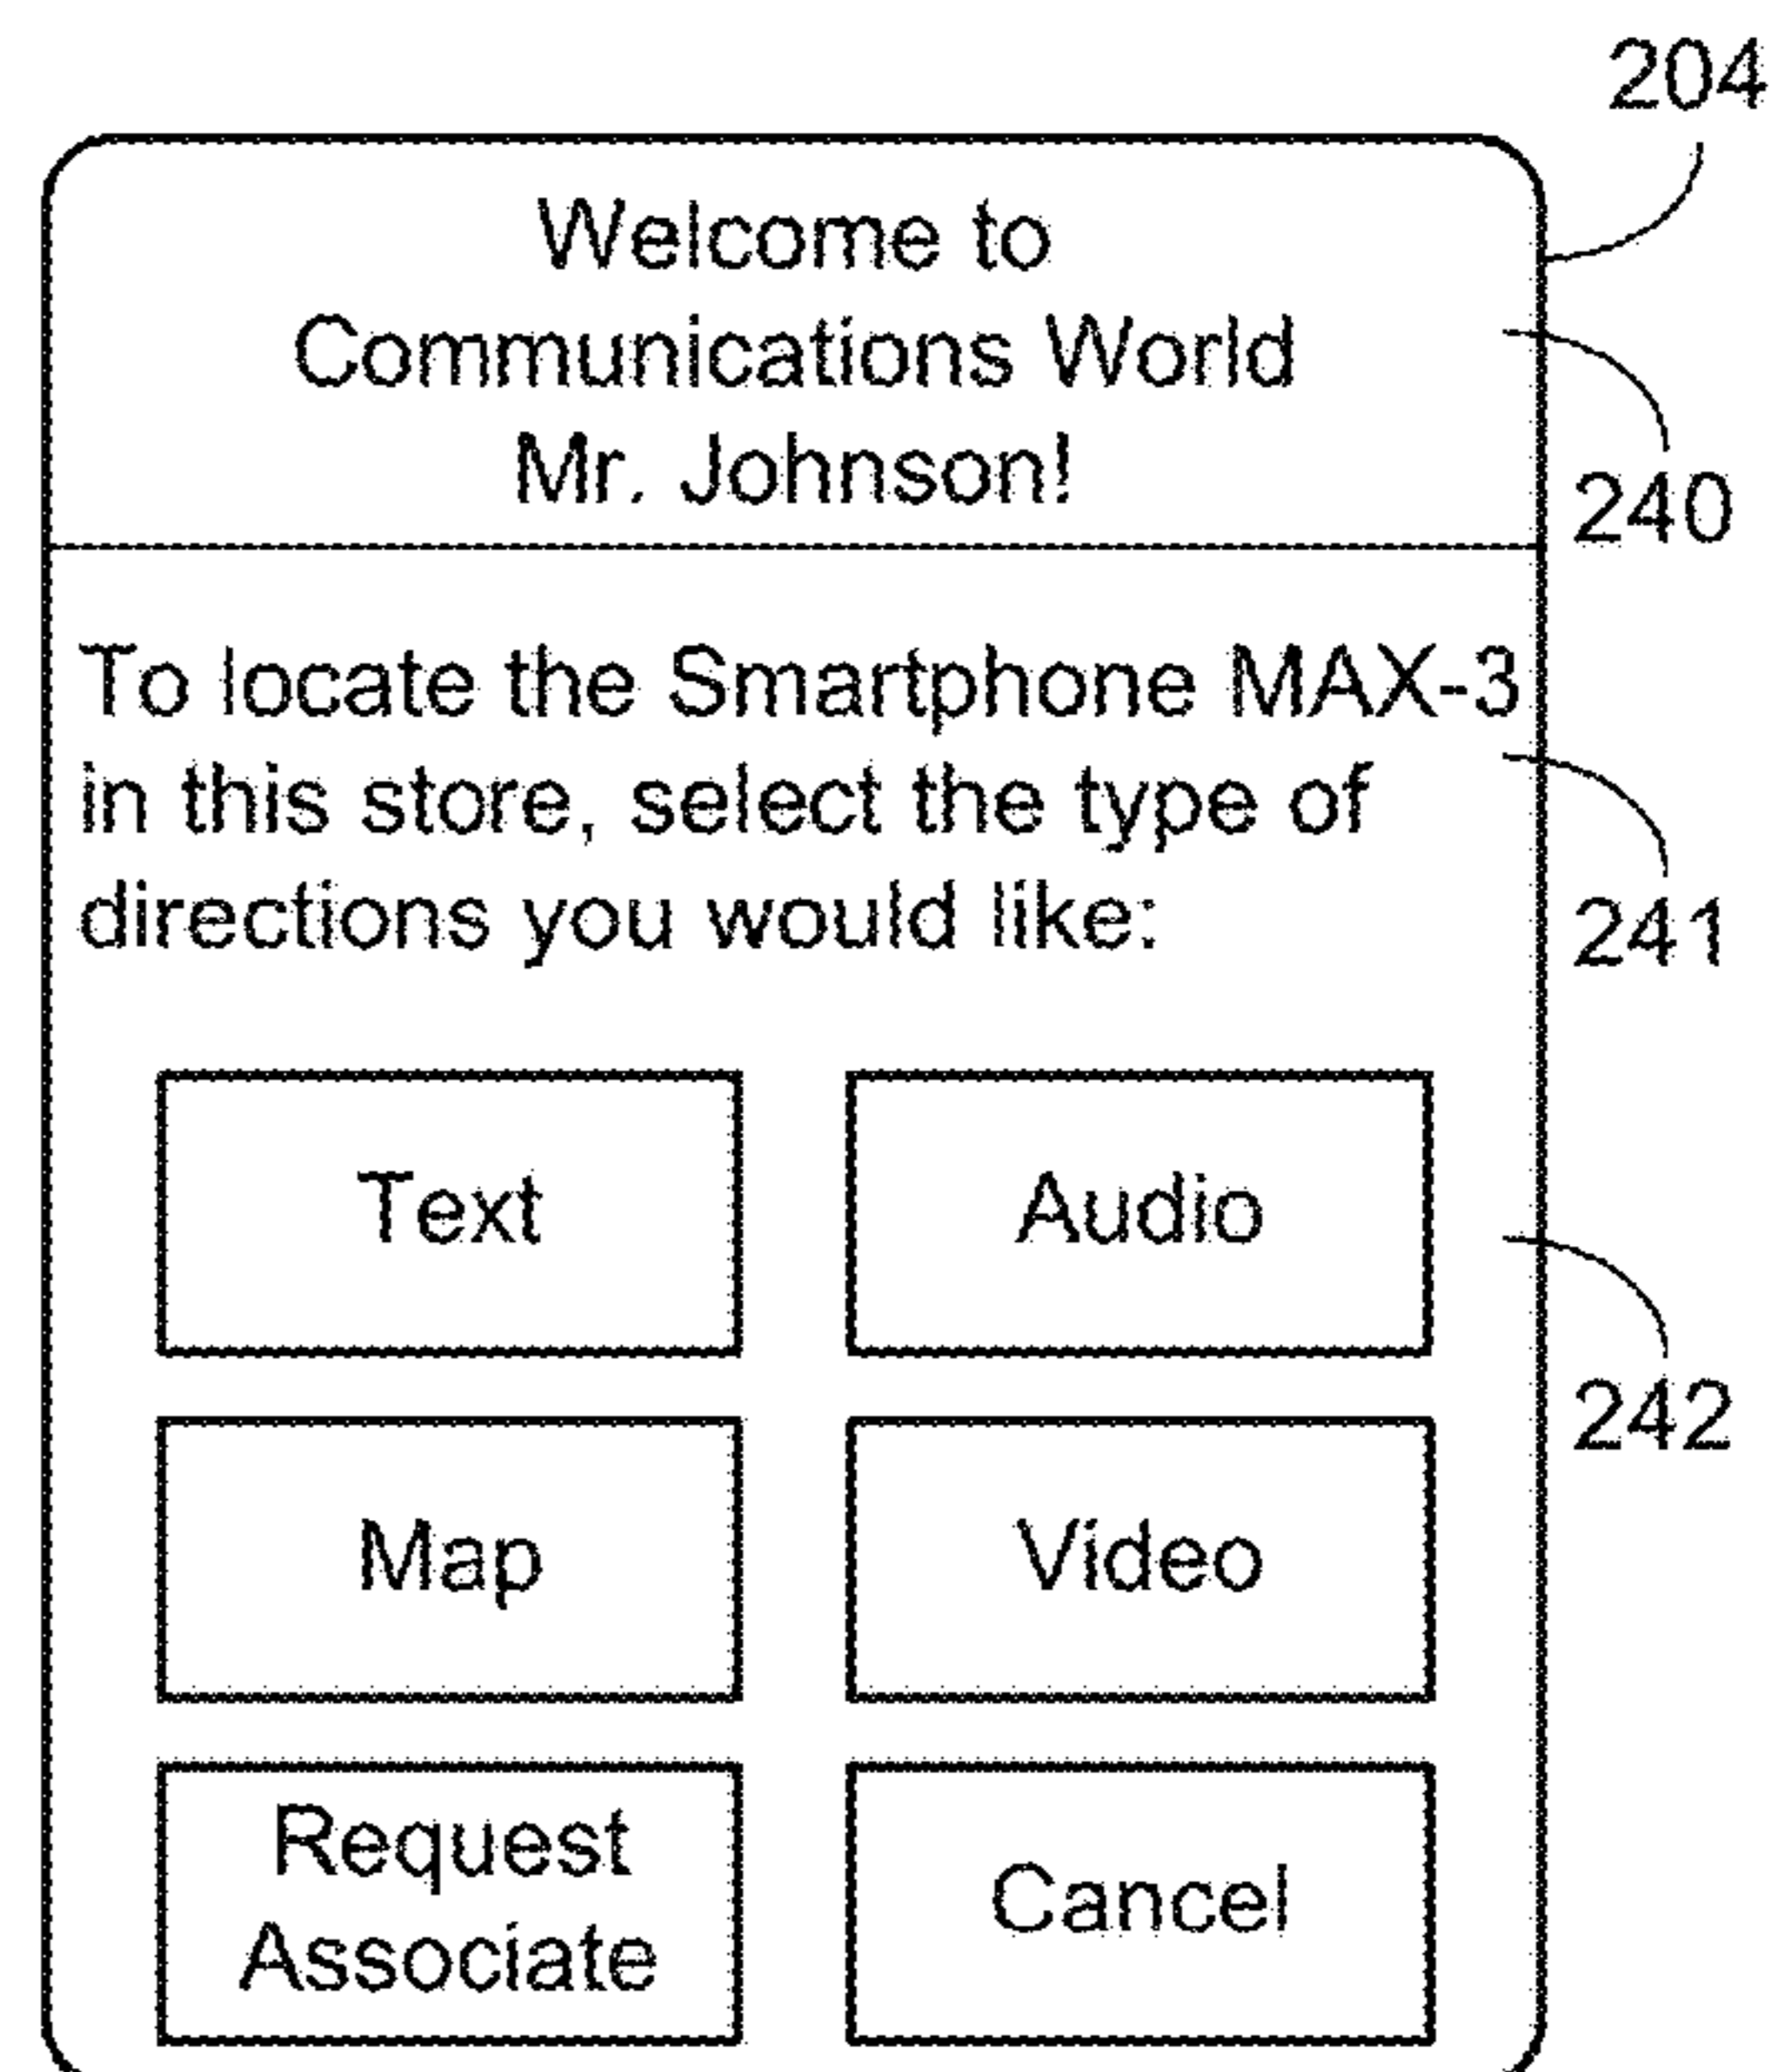 204
Welcome to
Communications World
Mr. Johnson!
240
To locate the Smartphone MAX-3
in this store, select the type of
directions you would like:
241
Text
Audio
242
Map
Video
Request
Associate
Cancel